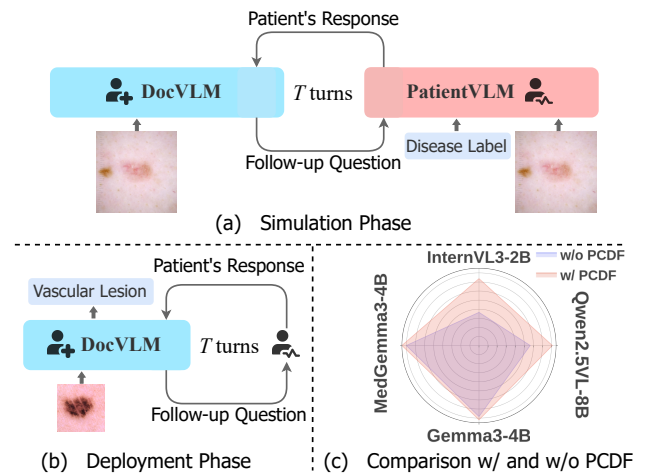 Patient's Response
DocVLM
T turns
PatientVLM
Follow-up Question
Disease Label
(a) Simulation Phase
Patient's Response
Vascular Lesion
DocVLM
T turns
Follow-up Question
(b) Deployment Phase
InternVL3-2B
w/o PCDF
w/ PCDF
MedGemma3-4B
Qwen2.5VL-8B
Gemma3-4B
(c) Comparison w/ and w/o PCDF